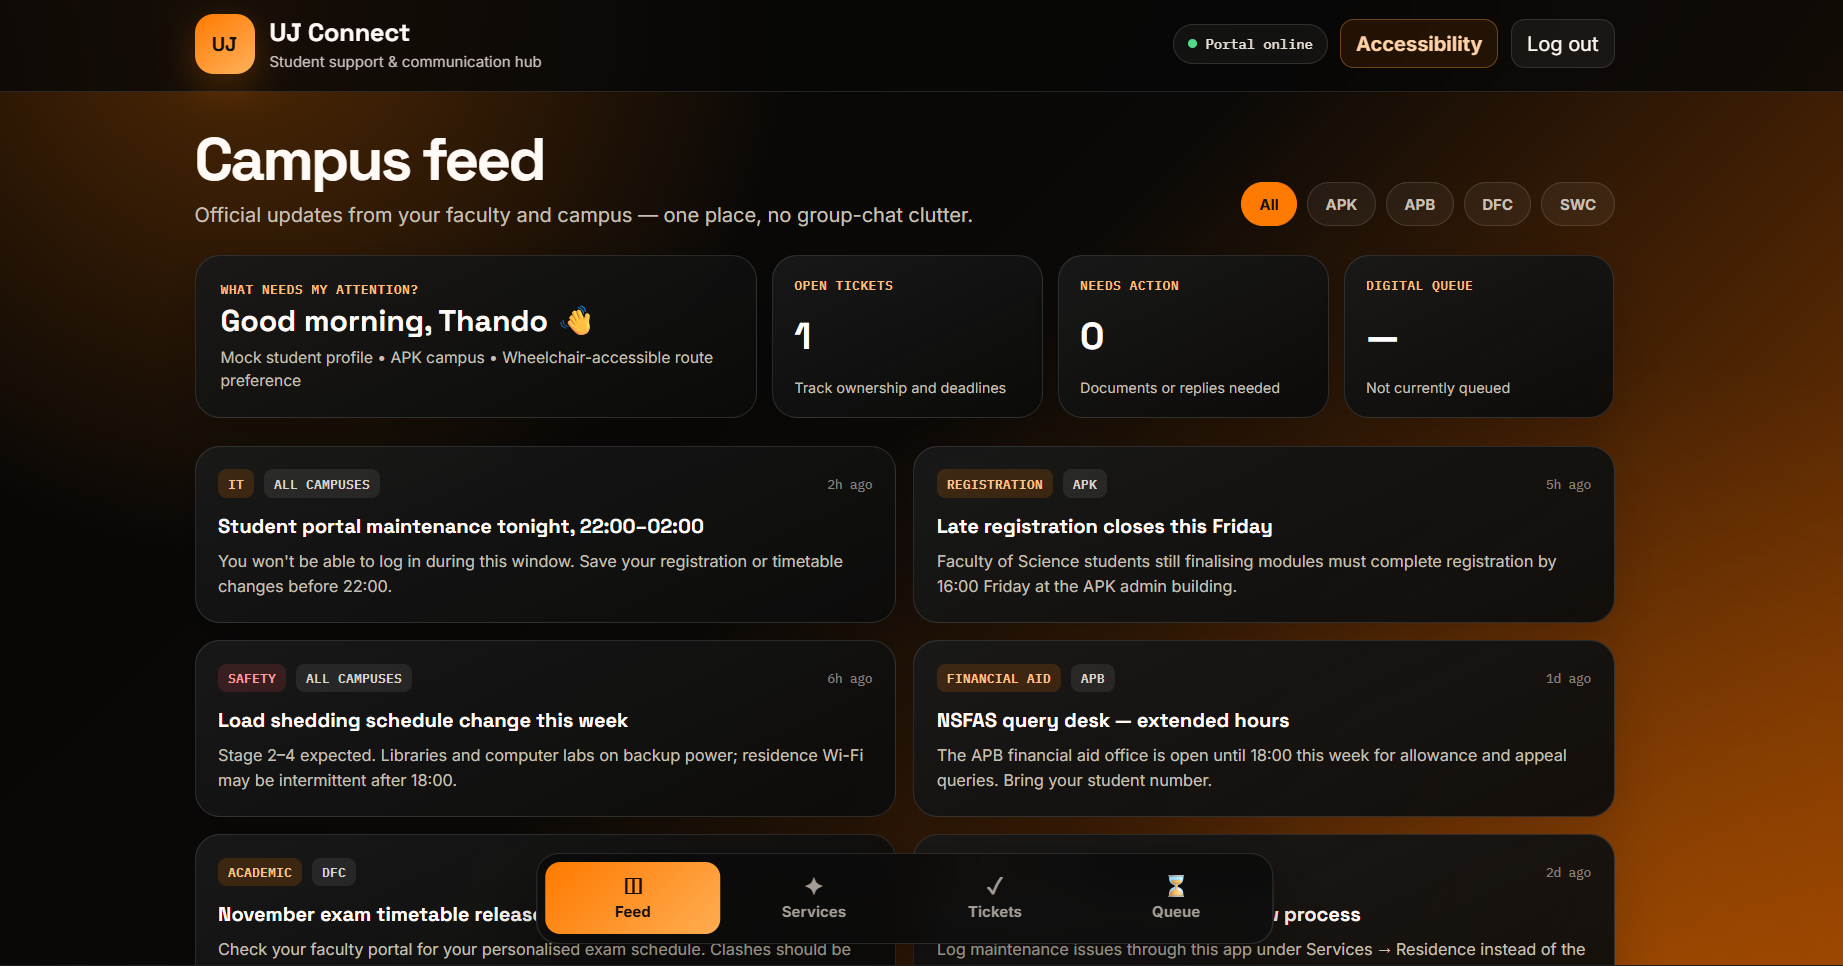 UJ
UJ Connect
Student support & communication hub
Portal online
Accessibility
Log out
Campus feed
Official updates from your faculty and campus — one place, no group-chat clutter.
All
APK
APB
DFC
SWC
WHAT NEEDS MY ATTENTION?
Good morning, Thando 👋
Mock student profile • APK campus • Wheelchair-accessible route
preference
OPEN TICKETS
1
Track ownership and deadlines
NEEDS ACTION
0
Documents or replies needed
DIGITAL QUEUE
—
Not currently queued
IT
ALL CAMPUSES
2h ago
Student portal maintenance tonight, 22:00–02:00
You won't be able to log in during this window. Save your registration or timetable
changes before 22:00.
REGISTRATION
APK
5h ago
Late registration closes this Friday
Faculty of Science students still finalising modules must complete registration by
16:00 Friday at the APK admin building.
SAFETY
ALL CAMPUSES
6h ago
Load shedding schedule change this week
Stage 2–4 expected. Libraries and computer labs on backup power; residence Wi-Fi
may be intermittent after 18:00.
FINANCIAL AID
APB
1d ago
NSFAS query desk — extended hours
The APB financial aid office is open until 18:00 this week for allowance and appeal
queries. Bring your student number.
ACADEMIC
DFC
November exam timetable
Check your faculty portal for your personalised exam schedule. Clashes should be
2d ago
process
Log maintenance issues through this app under Services → Residence instead of the
Feed
Services
Tickets
Queue